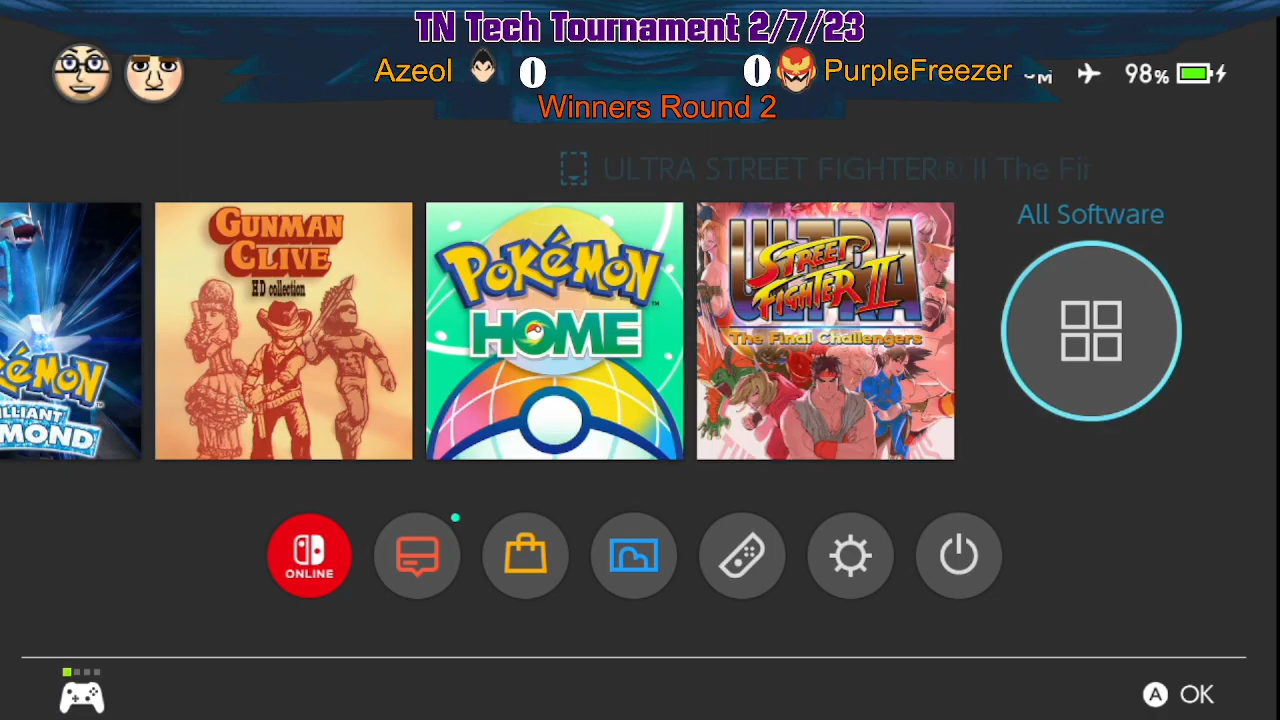 TN Tech Tournament 2/7/23
Azeol 0 0 PurpleFreezer
Winners Round 2
98%
ULTRA STREET FIGHTER® II The Fin
All Software
GUNMAN
CLIVE
HD collection
POKéMON
HOME
ULTRA
STREET
FIGHTER II
The Final Challengers
ONLINE
A OK